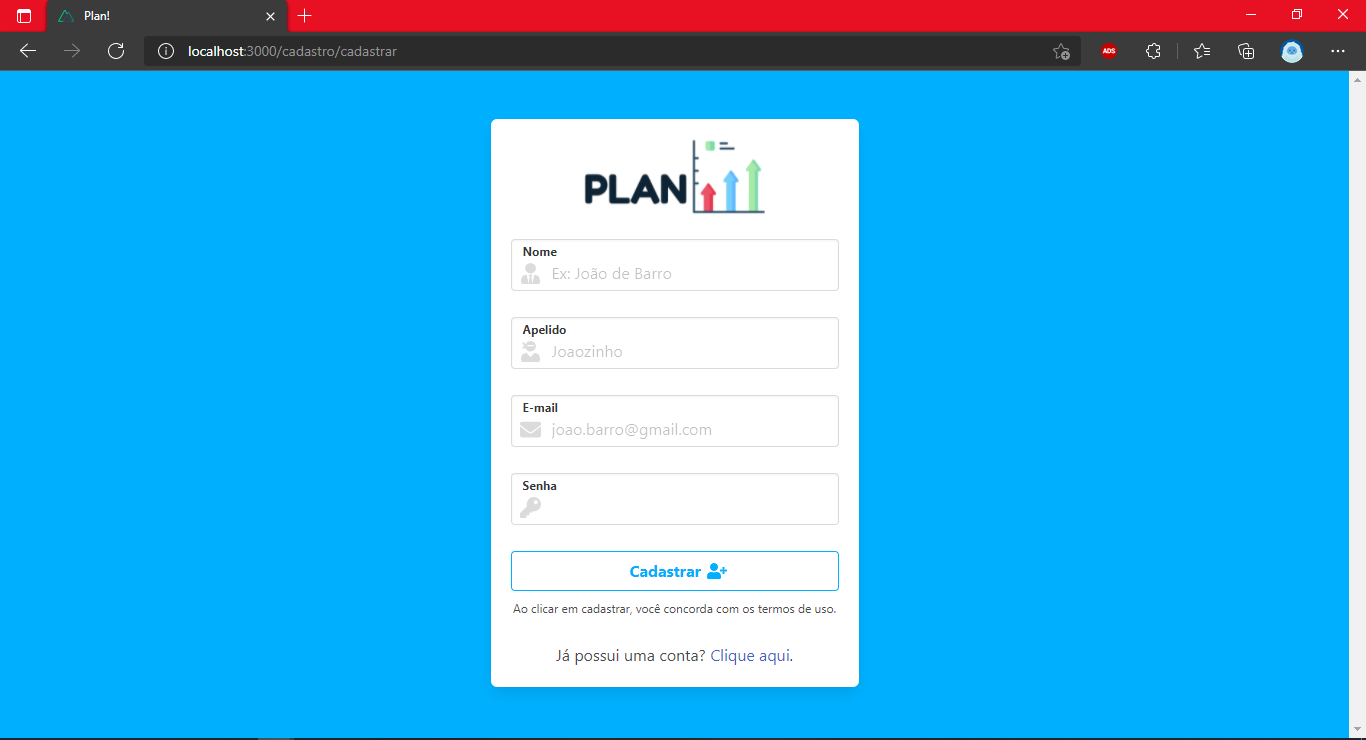 Plan!
localhost:3000/cadastro/cadastrar
ADS
PLAN
Nome
Ex: João de Barro
Apelido
Joaozinho
E-mail
joao.barro@gmail.com
Senha
Cadastrar
Ao clicar em cadastrar, você concorda com os termos de uso.
Já possui uma conta? Clique aqui.